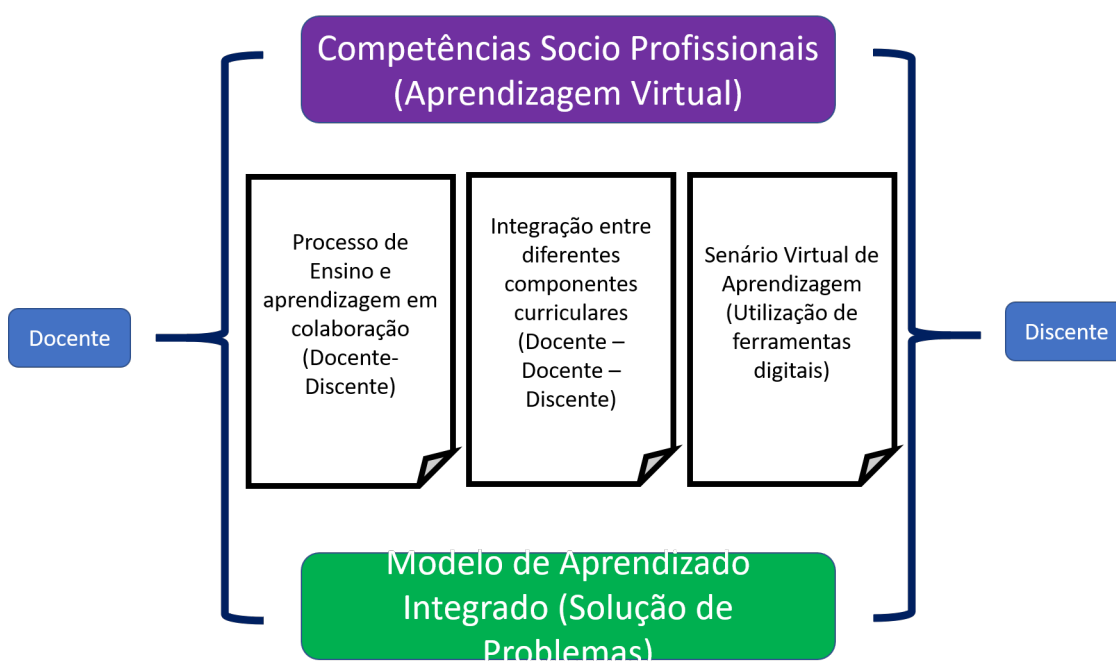 Competências Socio Profissionais
(Aprendizagem Virtual)
Docente
Processo de
Ensino e
aprendizagem em
colaboração
(Docente-
Discente)
Integração entre
diferentes
componentes
curriculares
(Docente –
Docente –
Discente)
Senário Virtual de
Aprendizagem
(Utilização de
ferramentas
digitais)
Discente
Modelo de Aprendizado
Integrado (Solução de
Problemas)